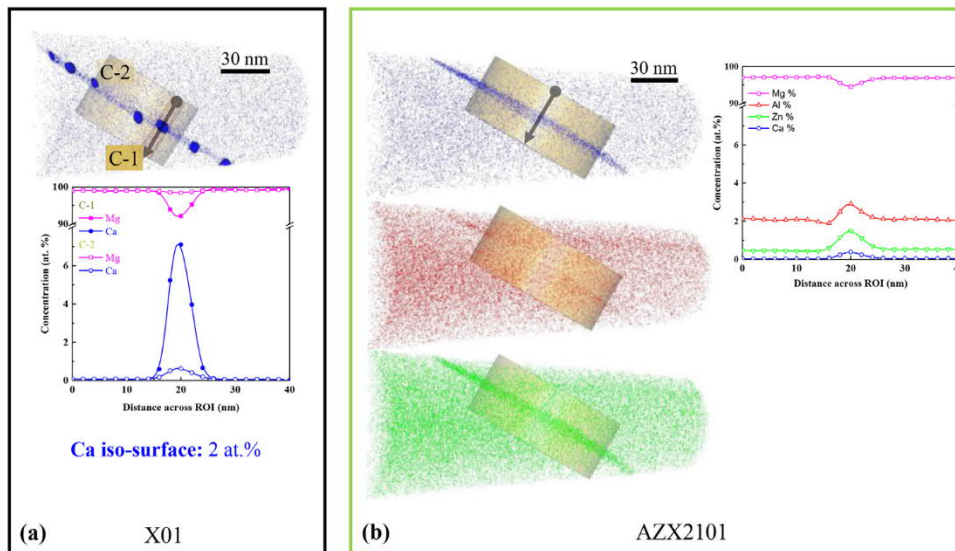 30 nm
C-2
C-1
100
90
C-1
Mg
Ca
C-2
Mg
Ca
6
4
2
0
Concentration (at. %)
0 10 20 30 40
Distance across ROI (nm)
Ca iso-surface: 2 at.%
(a) X01
30 nm
100
90
Mg %
Al %
Zn %
Ca %
6
4
2
0
Concentration (at.%)
0 10 20 30 40
Distance across ROI (nm)
(b) AZX2101